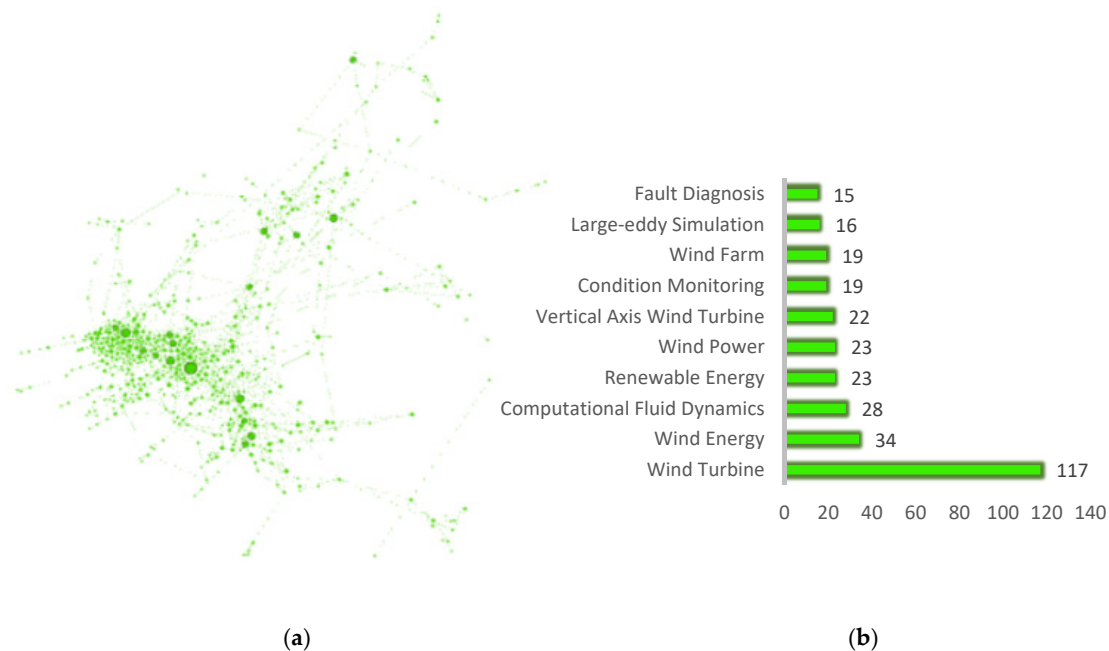 Fault Diagnosis 15
Large-eddy Simulation 16
Wind Farm 19
Condition Monitoring 19
Vertical Axis Wind Turbine 22
Wind Power 23
Renewable Energy 23
Computational Fluid Dynamics 28
Wind Energy 34
Wind Turbine 117
0 20 40 60 80 100 120 140
(a) (b)